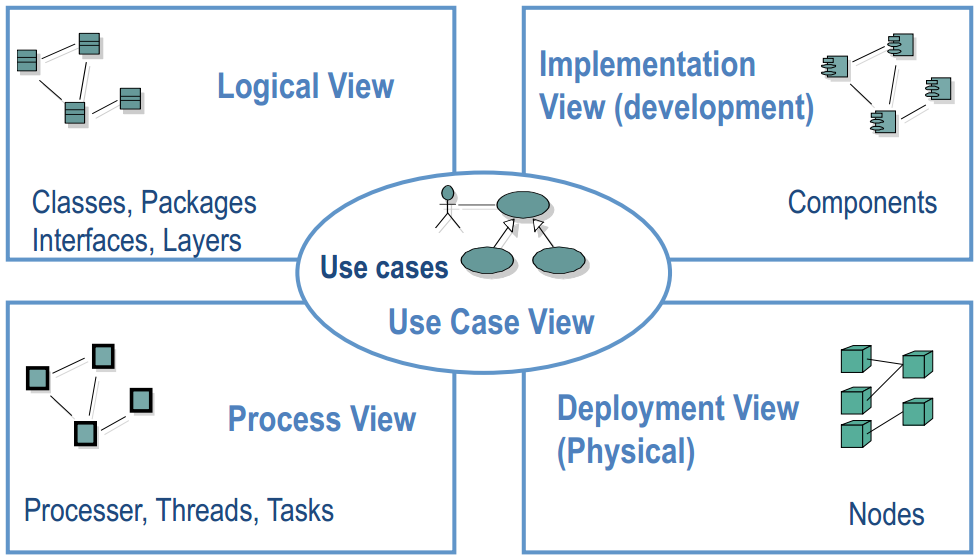 Logical View
Classes, Packages
Interfaces, Layers
Implementation
View (development)
Components
Use cases
Use Case View
Process View
Processer, Threads, Tasks
Deployment View
(Physical)
Nodes